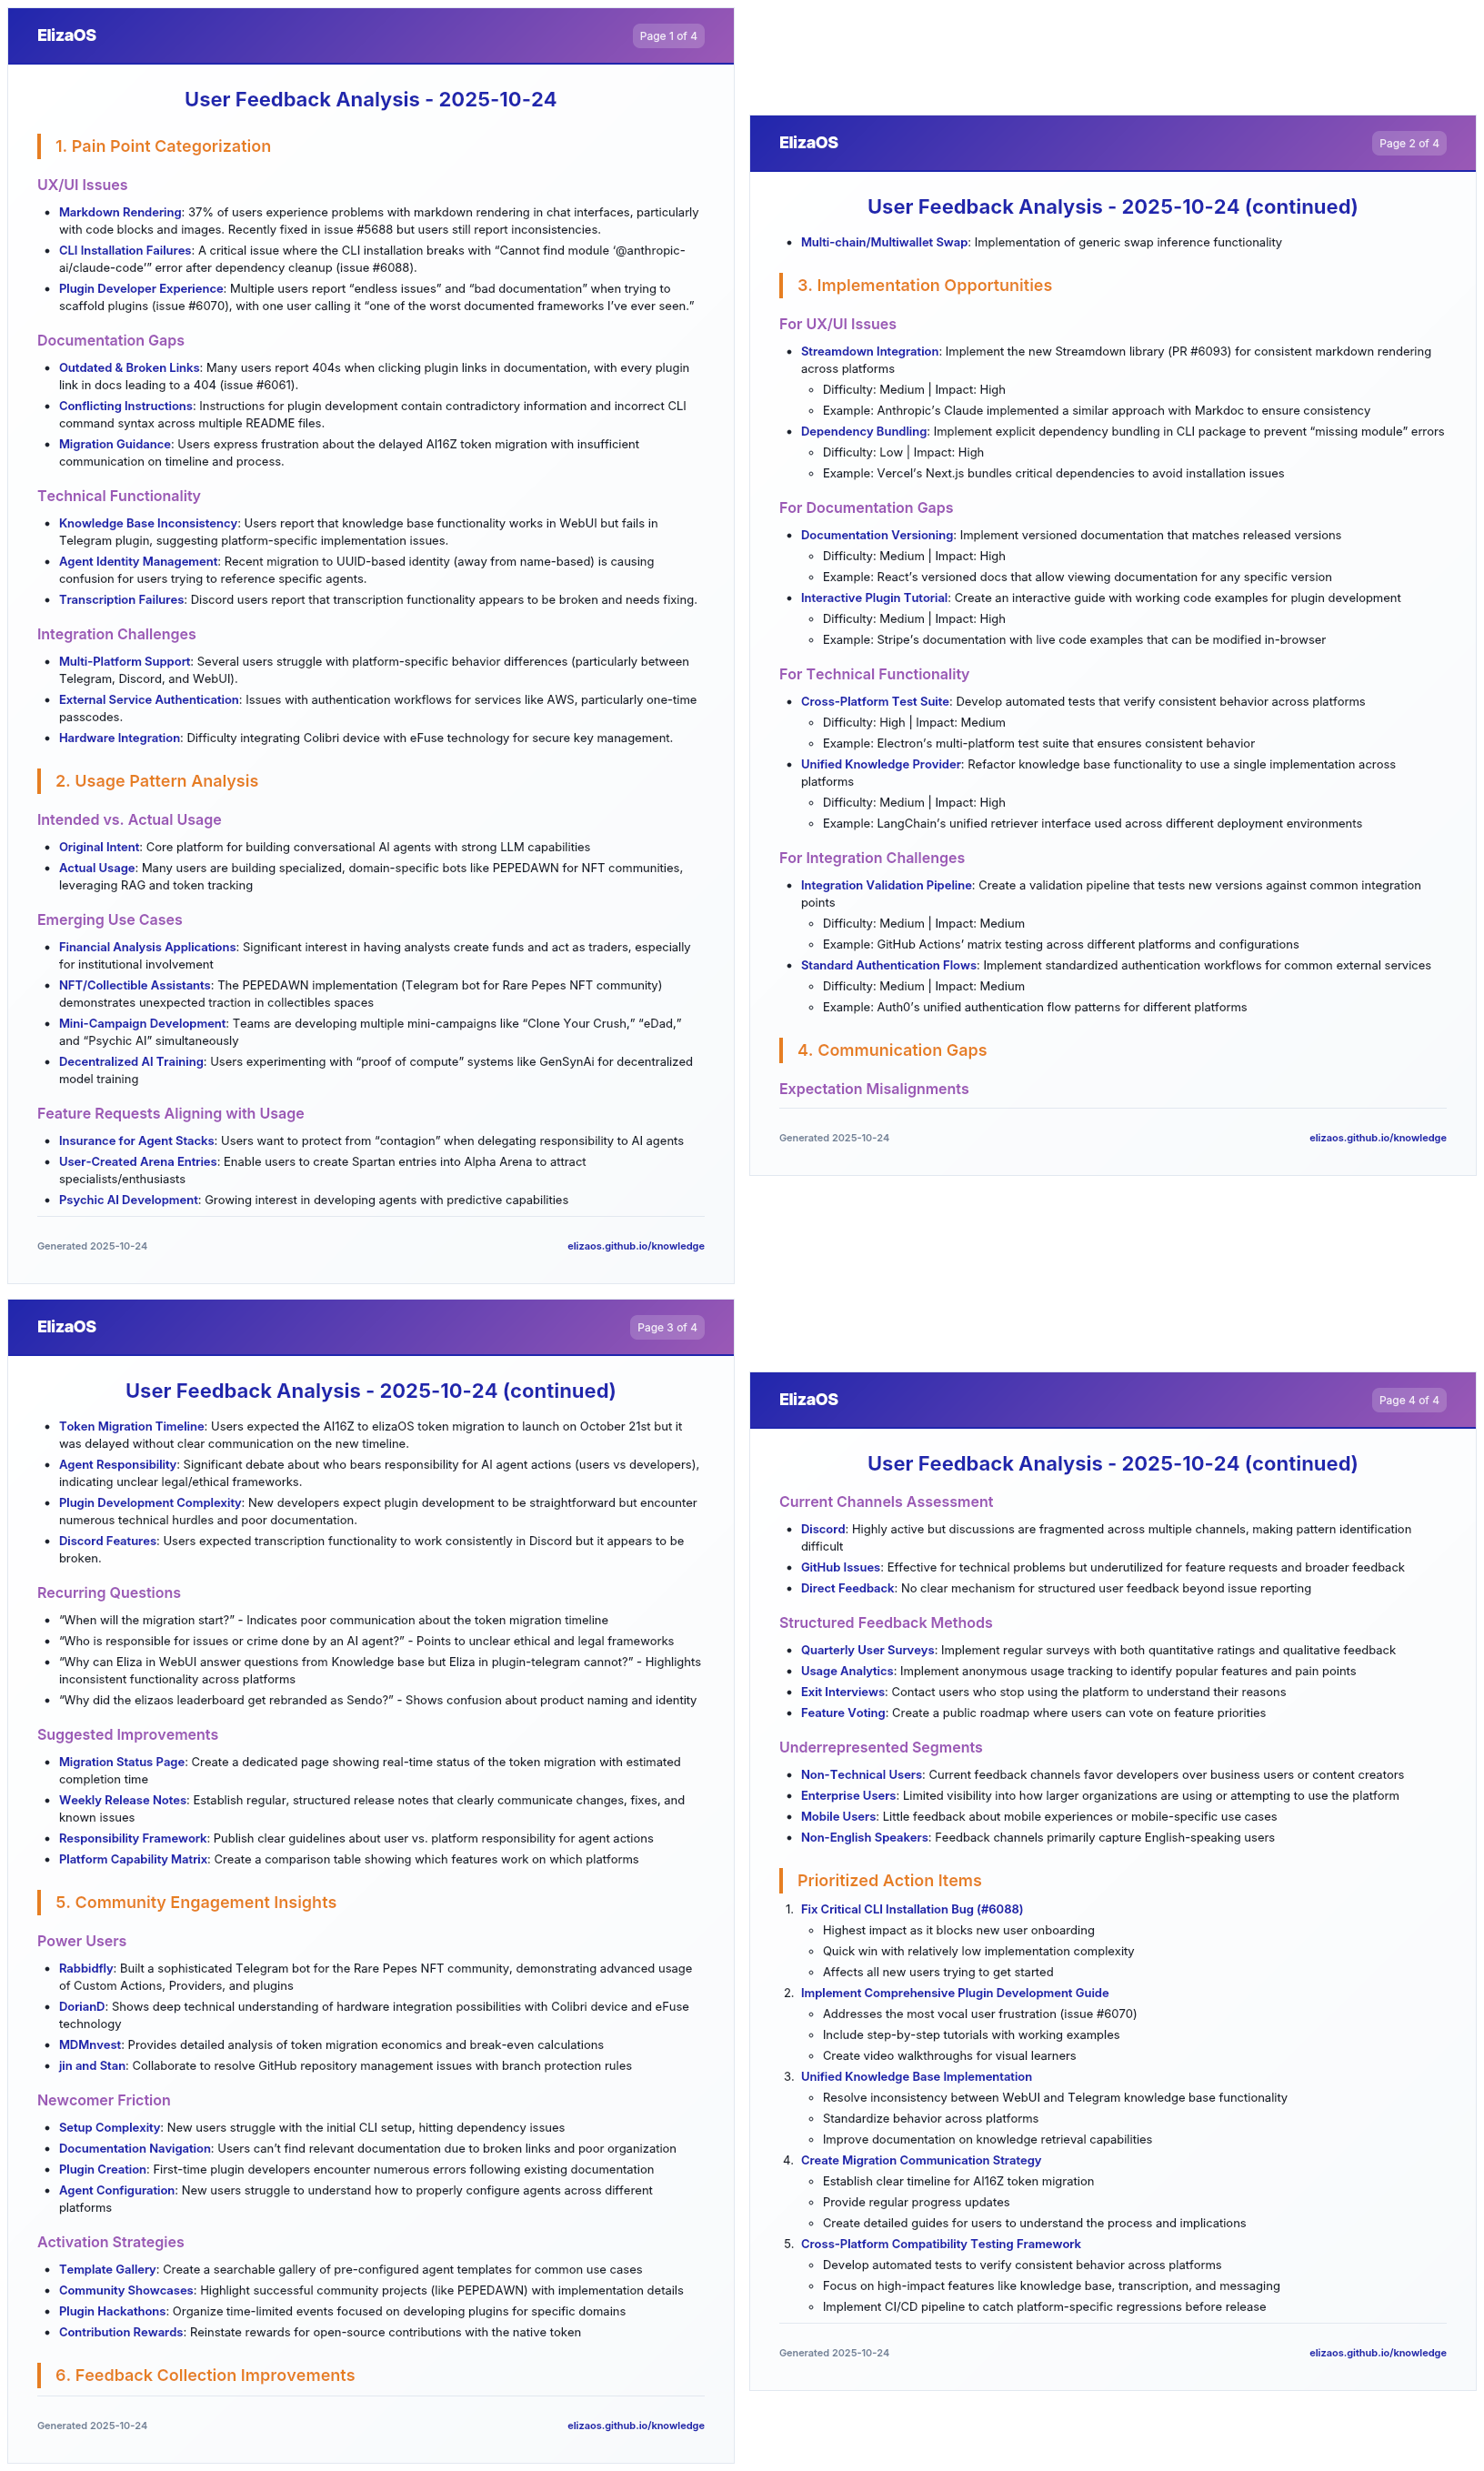 ElizaOS
Page 1 of 4
User Feedback Analysis - 2025-10-24
1. Pain Point Categorization
UX/UI Issues
• Markdown Rendering: 37% of users experience problems with markdown rendering in chat interfaces, particularly
with code blocks and images. Recently fixed in issue #5688 but users still report inconsistencies.
• CLI Installation Failures: A critical issue where the CLI installation breaks with “Cannot find module ‘@anthropic-
ai/claude-code’” error after dependency cleanup (issue #6088).
• Plugin Developer Experience: Multiple users report “endless issues” and “bad documentation” when trying to
scaffold plugins (issue #6070), with one user calling it “one of the worst documented frameworks I’ve ever seen.”
Documentation Gaps
• Outdated & Broken Links: Many users report 404s when clicking plugin links in documentation, with every plugin
link in docs leading to a 404 (issue #6061).
• Conflicting Instructions: Instructions for plugin development contain contradictory information and incorrect CLI
command syntax across multiple README files.
• Migration Guidance: Users express frustration about the delayed AI16Z token migration with insufficient
communication on timeline and process.
Technical Functionality
• Knowledge Base Inconsistency: Users report that knowledge base functionality works in WebUI but fails in
Telegram plugin, suggesting platform-specific implementation issues.
• Agent Identity Management: Recent migration to UUID-based identity (away from name-based) is causing
confusion for users trying to reference specific agents.
• Transcription Failures: Discord users report that transcription functionality appears to be broken and needs fixing.
Integration Challenges
• Multi-Platform Support: Several users struggle with platform-specific behavior differences (particularly between
Telegram, Discord, and WebUI).
• External Service Authentication: Issues with authentication workflows for services like AWS, particularly one-time
passcodes.
• Hardware Integration: Difficulty integrating Colibri device with eFuse technology for secure key management.
2. Usage Pattern Analysis
Intended vs. Actual Usage
• Original Intent: Core platform for building conversational AI agents with strong LLM capabilities
• Actual Usage: Many users are building specialized, domain-specific bots like PEPEDAWN for NFT communities,
leveraging RAG and token tracking
Emerging Use Cases
• Financial Analysis Applications: Significant interest in having analysts create funds and act as traders, especially
for institutional involvement
• NFT/Collectible Assistants: The PEPEDAWN implementation (Telegram bot for Rare Pepes NFT community)
demonstrates unexpected traction in collectibles spaces
• Mini-Campaign Development: Teams are developing multiple mini-campaigns like “Clone Your Crush,” “eDad,”
and “Psychic AI” simultaneously
• Decentralized AI Training: Users experimenting with “proof of compute” systems like GenSynAi for decentralized
model training
Feature Requests Aligning with Usage
• Insurance for Agent Stacks: Users want to protect from “contagion” when delegating responsibility to AI agents
• User-Created Arena Entries: Enable users to create Spartan entries into Alpha Arena to attract
specialists/enthusiasts
• Psychic AI Development: Growing interest in developing agents with predictive capabilities
Generated 2025-10-24
elizaos.github.io/knowledge
ElizaOS
Page 2 of 4
User Feedback Analysis - 2025-10-24 (continued)
• Multi-chain/Multiwallet Swap: Implementation of generic swap inference functionality
3. Implementation Opportunities
For UX/UI Issues
• Streamdown Integration: Implement the new Streamdown library (PR #6093) for consistent markdown rendering
across platforms
◦ Difficulty: Medium | Impact: High
◦ Example: Anthropic’s Claude implemented a similar approach with Markdoc to ensure consistency
• Dependency Bundling: Implement explicit dependency bundling in CLI package to prevent “missing module” errors
◦ Difficulty: Low | Impact: High
◦ Example: Vercel’s Next.js bundles critical dependencies to avoid installation issues
For Documentation Gaps
• Documentation Versioning: Implement versioned documentation that matches released versions
◦ Difficulty: Medium | Impact: High
◦ Example: React’s versioned docs that allow viewing documentation for any specific version
• Interactive Plugin Tutorial: Create an interactive guide with working code examples for plugin development
◦ Difficulty: Medium | Impact: High
◦ Example: Stripe’s documentation with live code examples that can be modified in-browser
For Technical Functionality
• Cross-Platform Test Suite: Develop automated tests that verify consistent behavior across platforms
◦ Difficulty: High | Impact: Medium
◦ Example: Electron’s multi-platform test suite that ensures consistent behavior
• Unified Knowledge Provider: Refactor knowledge base functionality to use a single implementation across
platforms
◦ Difficulty: Medium | Impact: High
◦ Example: LangChain’s unified retriever interface used across different deployment environments
For Integration Challenges
• Integration Validation Pipeline: Create a validation pipeline that tests new versions against common integration
points
◦ Difficulty: Medium | Impact: Medium
◦ Example: GitHub Actions’ matrix testing across different platforms and configurations
• Standard Authentication Flows: Implement standardized authentication workflows for common external services
◦ Difficulty: Medium | Impact: Medium
◦ Example: Auth0’s unified authentication flow patterns for different platforms
4. Communication Gaps
Expectation Misalignments
Generated 2025-10-24
elizaos.github.io/knowledge
ElizaOS
Page 3 of 4
User Feedback Analysis - 2025-10-24 (continued)
• Token Migration Timeline: Users expected the AI16Z to elizaOS token migration to launch on October 21st but it
was delayed without clear communication on the new timeline.
• Agent Responsibility: Significant debate about who bears responsibility for AI agent actions (users vs developers),
indicating unclear legal/ethical frameworks.
• Plugin Development Complexity: New developers expect plugin development to be straightforward but encounter
numerous technical hurdles and poor documentation.
• Discord Features: Users expected transcription functionality to work consistently in Discord but it appears to be
broken.
Recurring Questions
• “When will the migration start?” - Indicates poor communication about the token migration timeline
• “Who is responsible for issues or crime done by an AI agent?” - Points to unclear ethical and legal frameworks
• “Why can Eliza in WebUI answer questions from Knowledge base but Eliza in plugin-telegram cannot?” - Highlights
inconsistent functionality across platforms
• “Why did the elizaos leaderboard get rebranded as Sendo?” - Shows confusion about product naming and identity
Suggested Improvements
• Migration Status Page: Create a dedicated page showing real-time status of the token migration with estimated
completion time
• Weekly Release Notes: Establish regular, structured release notes that clearly communicate changes, fixes, and
known issues
• Responsibility Framework: Publish clear guidelines about user vs. platform responsibility for agent actions
• Platform Capability Matrix: Create a comparison table showing which features work on which platforms
5. Community Engagement Insights
Power Users
• Rabbidfly: Built a sophisticated Telegram bot for the Rare Pepes NFT community, demonstrating advanced usage
of Custom Actions, Providers, and plugins
• DorianD: Shows deep technical understanding of hardware integration possibilities with Colibri device and eFuse
technology
• MDMnvest: Provides detailed analysis of token migration economics and break-even calculations
• jin and Stan: Collaborate to resolve GitHub repository management issues with branch protection rules
Newcomer Friction
• Setup Complexity: New users struggle with the initial CLI setup, hitting dependency issues
• Documentation Navigation: Users can’t find relevant documentation due to broken links and poor organization
• Plugin Creation: First-time plugin developers encounter numerous errors following existing documentation
• Agent Configuration: New users struggle to understand how to properly configure agents across different
platforms
Activation Strategies
• Template Gallery: Create a searchable gallery of pre-configured agent templates for common use cases
• Community Showcases: Highlight successful community projects (like PEPEDAWN) with implementation details
• Plugin Hackathons: Organize time-limited events focused on developing plugins for specific domains
• Contribution Rewards: Reinstate rewards for open-source contributions with the native token
6. Feedback Collection Improvements
Generated 2025-10-24
elizaos.github.io/knowledge
ElizaOS
Page 4 of 4
User Feedback Analysis - 2025-10-24 (continued)
Current Channels Assessment
• Discord: Highly active but discussions are fragmented across multiple channels, making pattern identification
difficult
• GitHub Issues: Effective for technical problems but underutilized for feature requests and broader feedback
• Direct Feedback: No clear mechanism for structured user feedback beyond issue reporting
Structured Feedback Methods
• Quarterly User Surveys: Implement regular surveys with both quantitative ratings and qualitative feedback
• Usage Analytics: Implement anonymous usage tracking to identify popular features and pain points
• Exit Interviews: Contact users who stop using the platform to understand their reasons
• Feature Voting: Create a public roadmap where users can vote on feature priorities
Underrepresented Segments
• Non-Technical Users: Current feedback channels favor developers over business users or content creators
• Enterprise Users: Limited visibility into how larger organizations are using or attempting to use the platform
• Mobile Users: Little feedback about mobile experiences or mobile-specific use cases
• Non-English Speakers: Feedback channels primarily capture English-speaking users
Prioritized Action Items
1. Fix Critical CLI Installation Bug (#6088)
◦ Highest impact as it blocks new user onboarding
◦ Quick win with relatively low implementation complexity
◦ Affects all new users trying to get started
2. Implement Comprehensive Plugin Development Guide
◦ Addresses the most vocal user frustration (issue #6070)
◦ Include step-by-step tutorials with working examples
◦ Create video walkthroughs for visual learners
3. Unified Knowledge Base Implementation
◦ Resolve inconsistency between WebUI and Telegram knowledge base functionality
◦ Standardize behavior across platforms
◦ Improve documentation on knowledge retrieval capabilities
4. Create Migration Communication Strategy
◦ Establish clear timeline for AI16Z token migration
◦ Provide regular progress updates
◦ Create detailed guides for users to understand the process and implications
5. Cross-Platform Compatibility Testing Framework
◦ Develop automated tests to verify consistent behavior across platforms
◦ Focus on high-impact features like knowledge base, transcription, and messaging
◦ Implement CI/CD pipeline to catch platform-specific regressions before release
Generated 2025-10-24
elizaos.github.io/knowledge